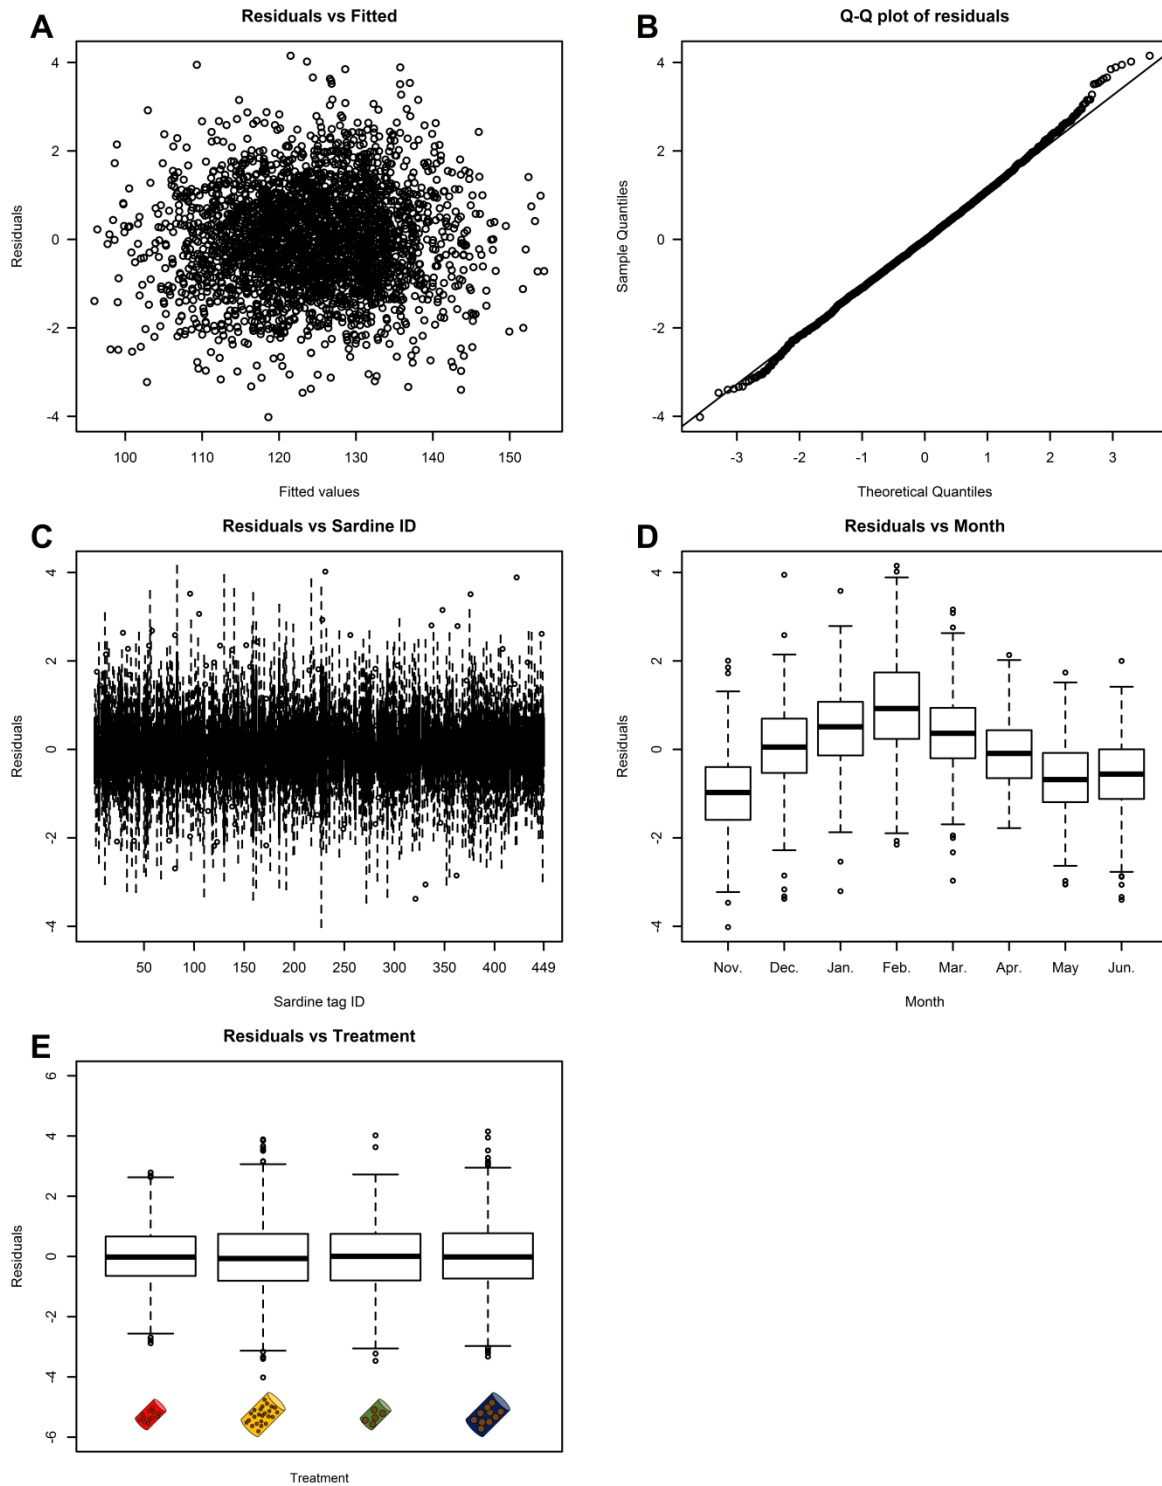 A
Residuals vs Fitted
Residuals
4
2
0
-2
-4
100 110 120 130 140 150
Fitted values
B
Q-Q plot of residuals
Sample Quantiles
4
2
0
-2
-4
-3 -2 -1 0 1 2 3
Theoretical Quantiles
C
Residuals vs Sardine ID
Residuals
4
2
0
-2
-4
50 100 150 200 250 300 350 400 449
Sardine tag ID
D
Residuals vs Month
Residuals
4
2
0
-2
-4
Nov. Dec. Jan. Feb. Mar. Apr. May Jun.
Month
E
Residuals vs Treatment
Residuals
6
4
2
0
-2
-4
-6
Treatment